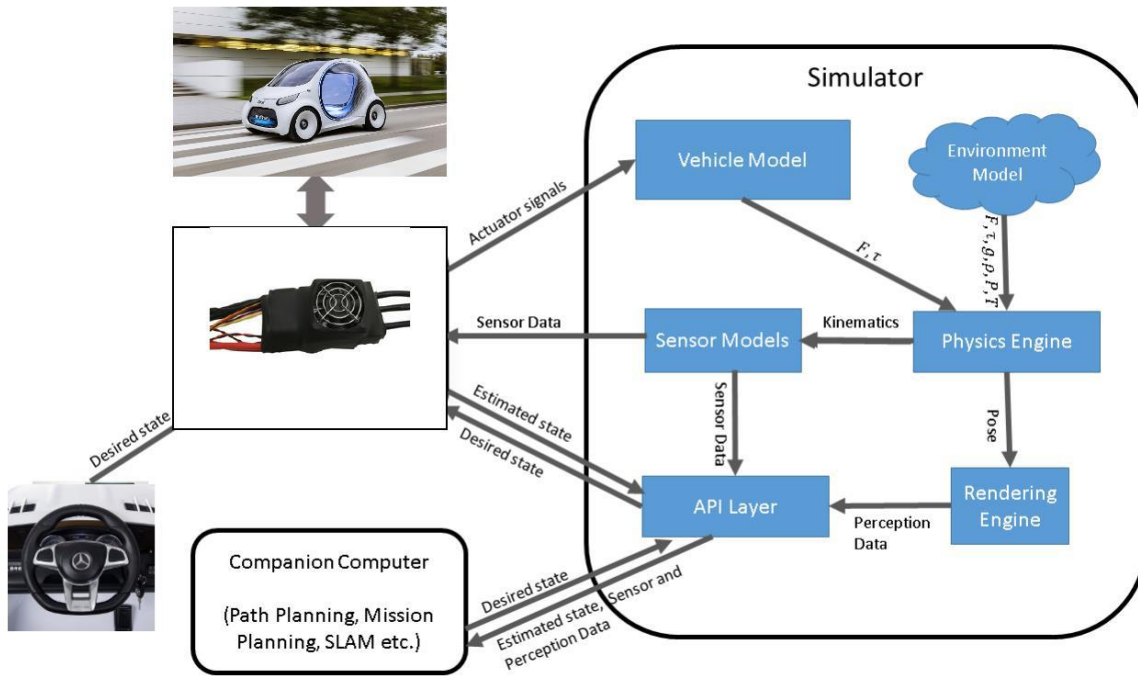 Simulator
Vehicle Model
Environment
Model
Actuator signals
F, τ
F, τ, g, ρ, P, T
Sensor Data
Sensor Models
Kinematics
Physics Engine
Estimated state
Desired state
Desired state
Sensor Data
Pose
API Layer
Perception
Data
Rendering
Engine
Companion Computer
(Path Planning, Mission
Planning, SLAM etc.)
Desired state
Estimated state, Sensor and
Perception Data